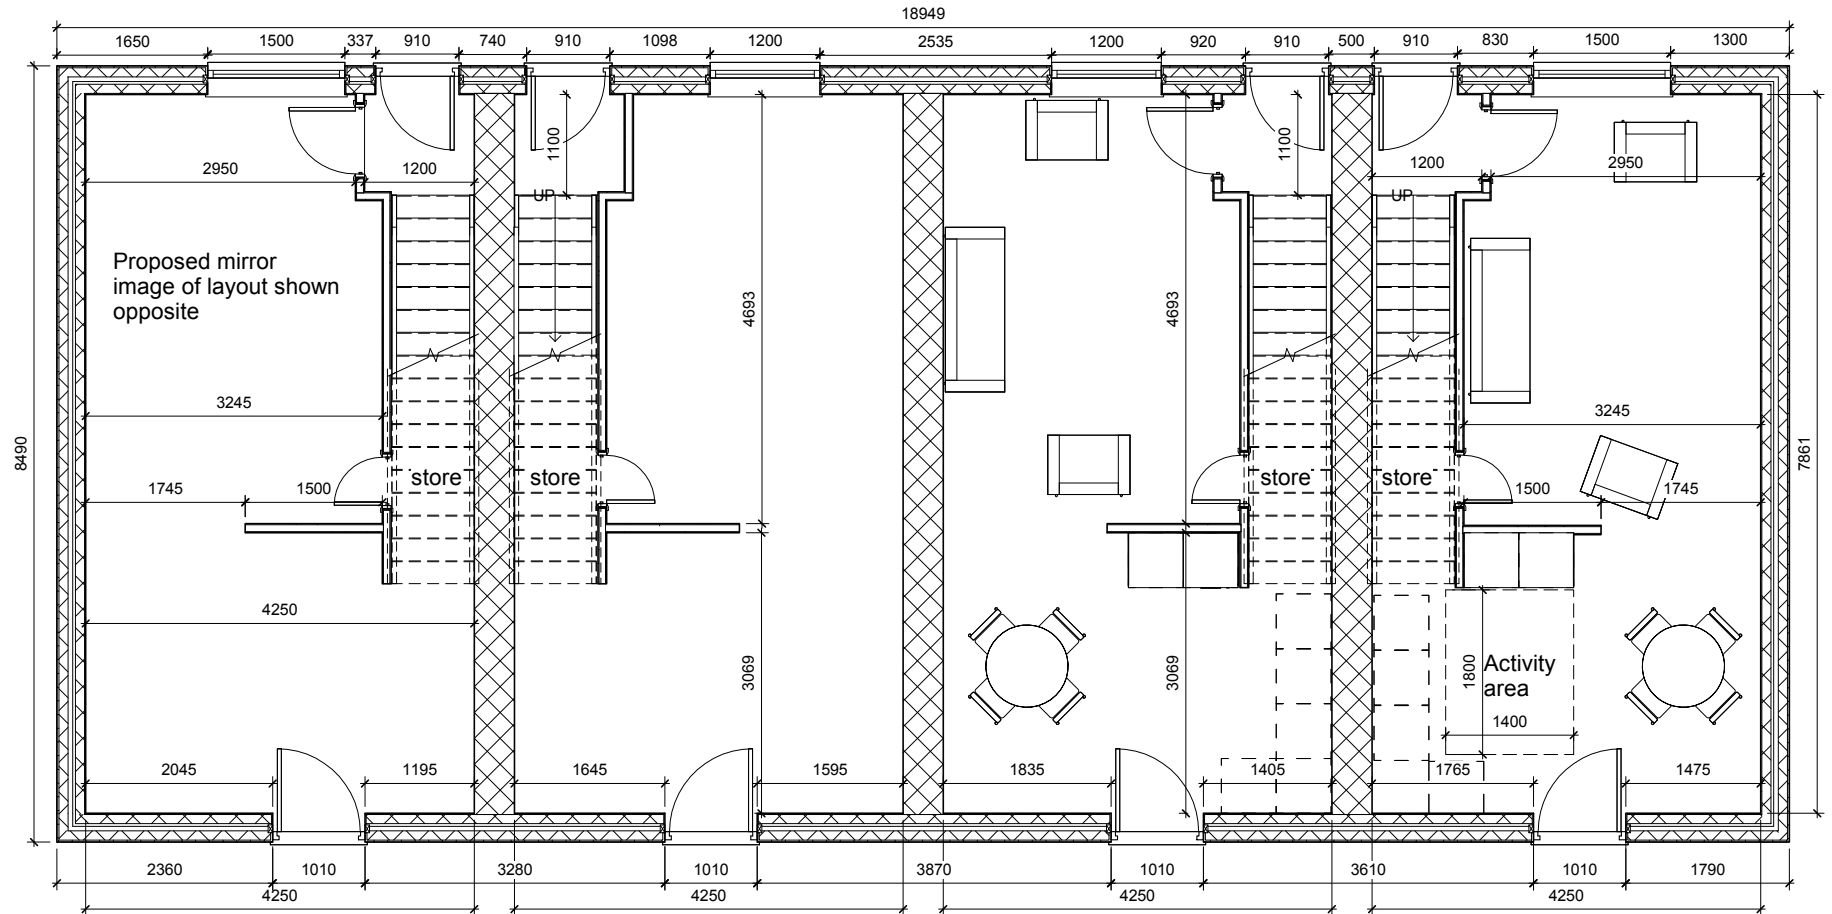 18949
1650 1500 337 910 740 910 1098 1200 2535 1200 920 910 500 910 830 1500 1300
1100 1100
2950 1200 1200 2950
UP UP
Proposed mirror
image of layout shown
opposite
4693 4693
3245 3245
8490 7861
store store store store
1745 1500 1500 1745
4250
3069 3069 1800 Activity
area
1400
2045 1195 1645 1595 1835 1405 1765 1475
2360 1010 3280 1010 3870 1010 3610 1010 1790
4250 4250 4250 4250